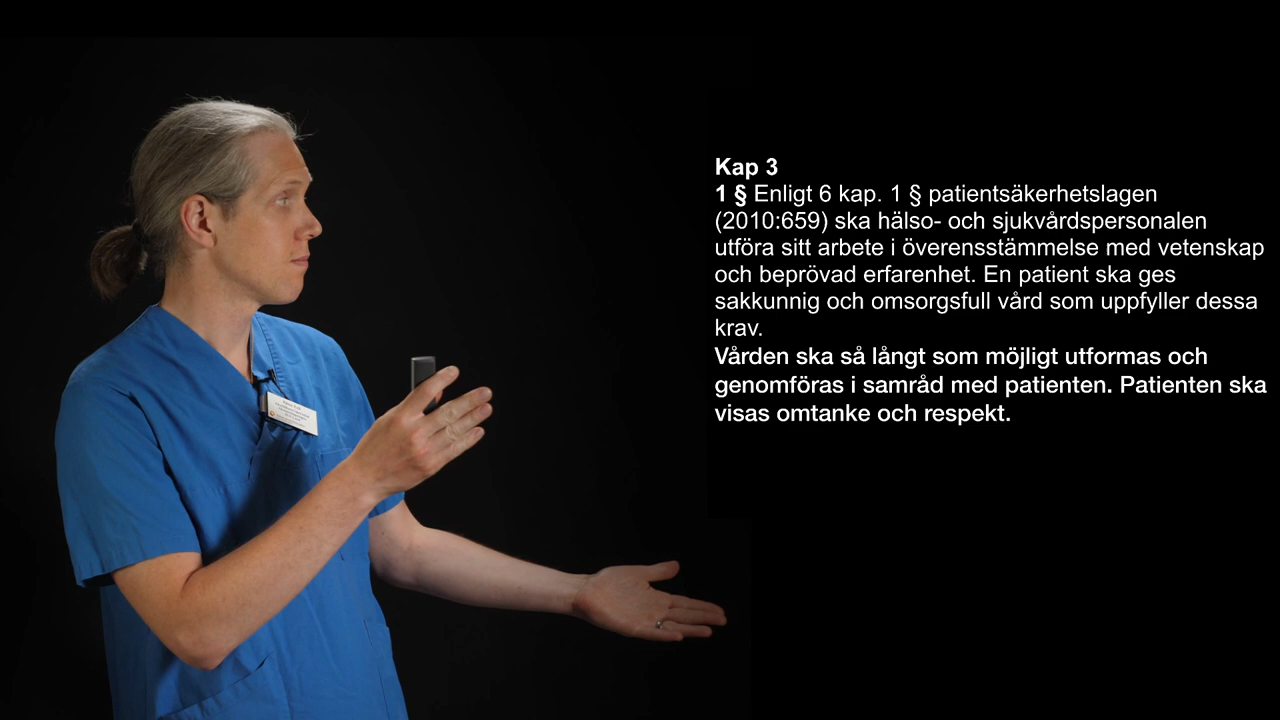 Kap 3
1 § Enligt 6 kap. 1 § patientsäkerhetslagen
(2010:659) ska hälso- och sjukvårdspersonalen
utföra sitt arbete i överensstämmelse med vetenskap
och beprövad erfarenhet. En patient ska ges
sakkunnig och omsorgsfull vård som uppfyller dessa
krav.
Vården ska så långt som möjligt utformas och
genomföras i samråd med patienten. Patienten ska
visas omtanke och respekt.